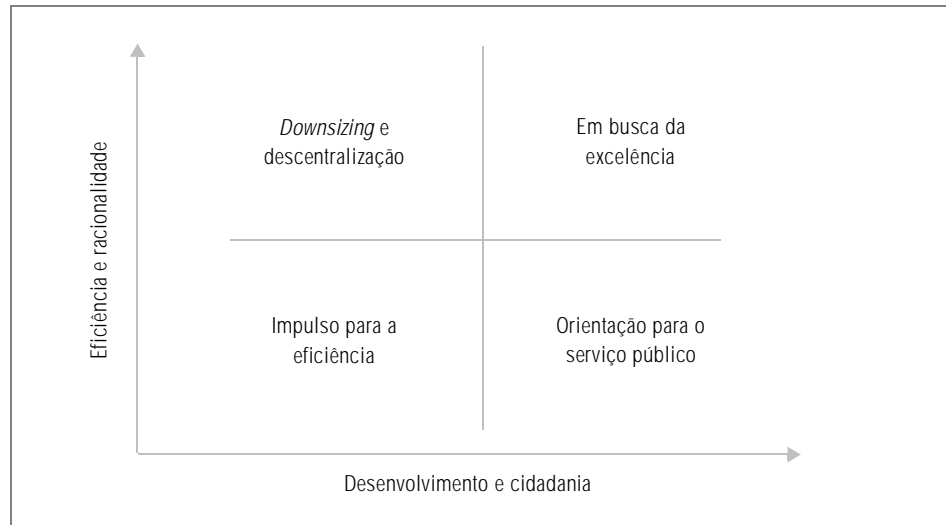 Eficiência e racionalidade
Downsizing e
descentralização
Em busca da
excelência
Impulso para a
eficiência
Orientação para o
serviço público
Desenvolvimento e cidadania